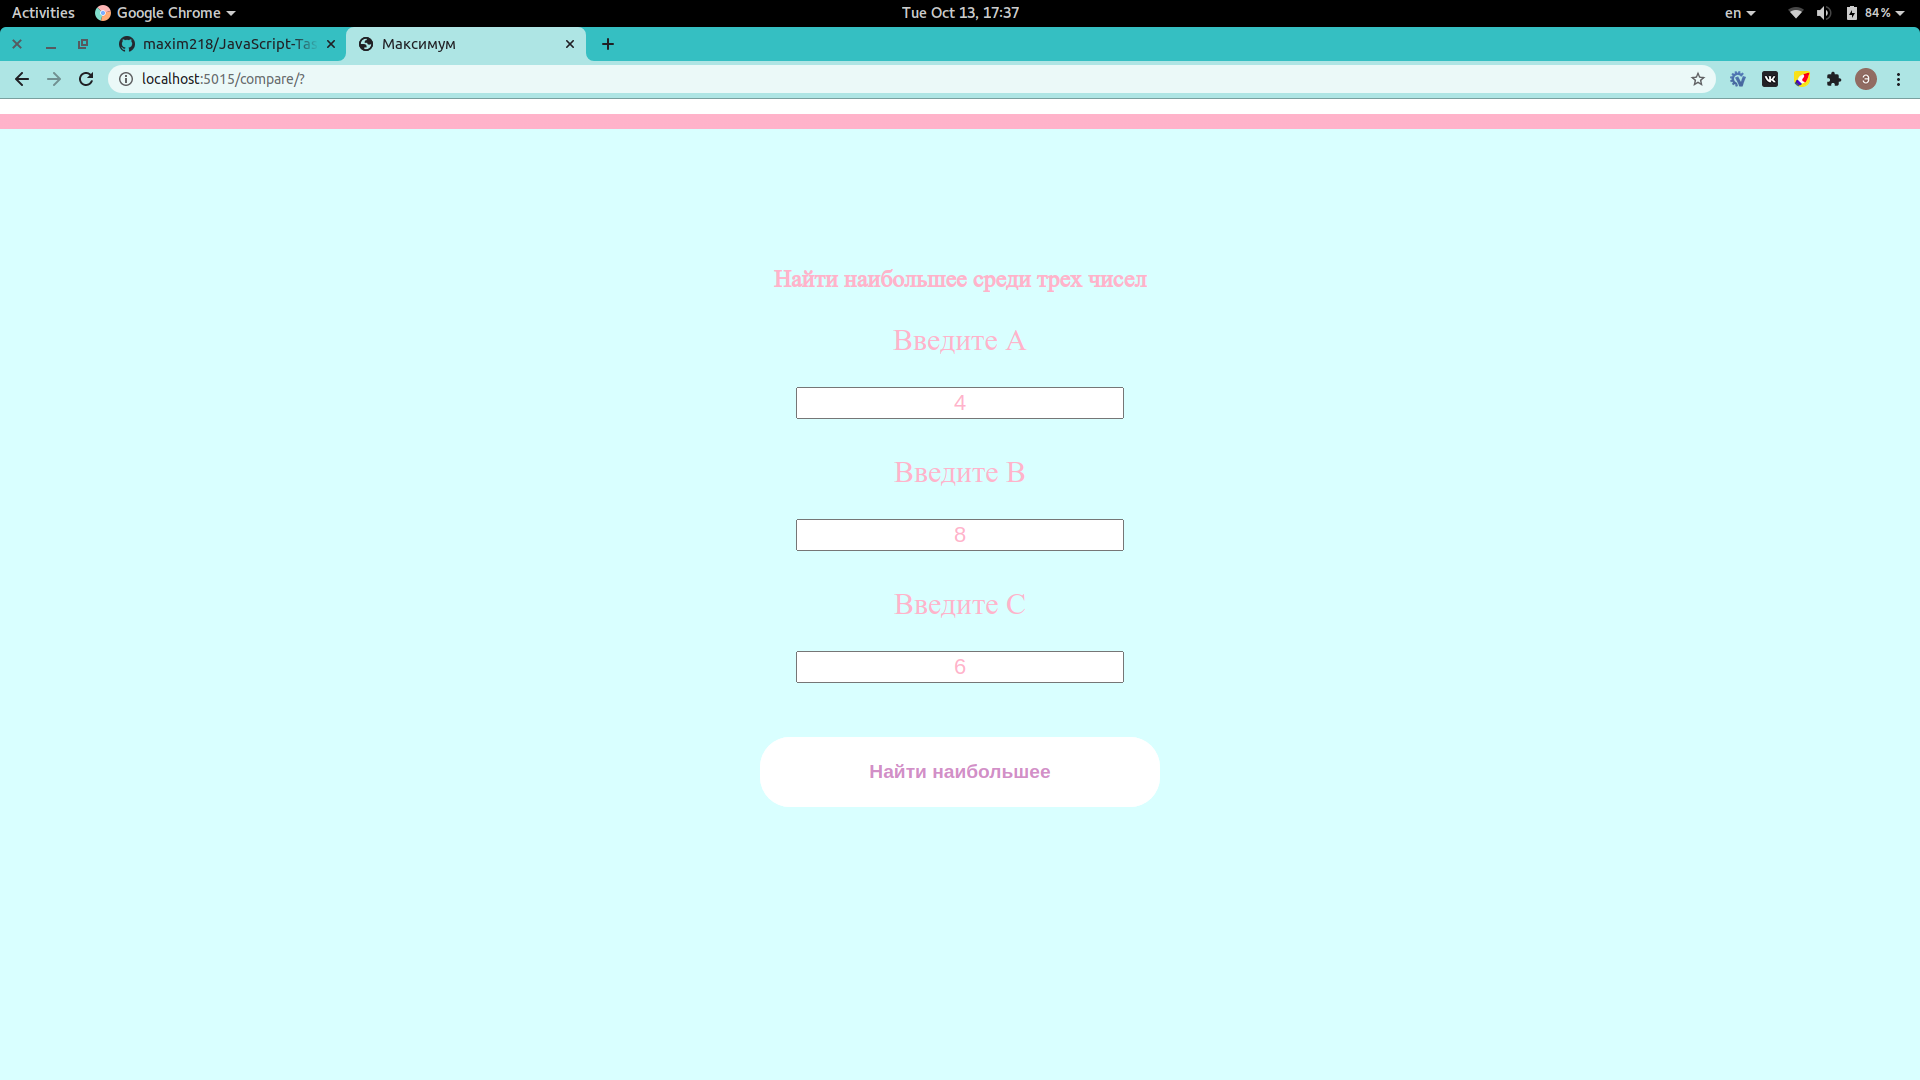 Activities Google Chrome Tue Oct 13, 17:37 en 84%
maxim218/JavaScript-Tas Максимум
localhost:5015/compare/?
Найти наибольшее среди трех чисел
Введите A
4
Введите B
8
Введите C
6
Найти наибольшее